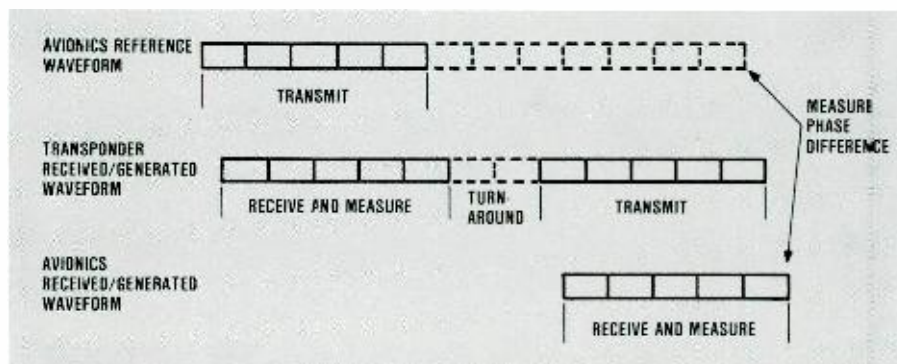 AVIONICS REFERENCE
WAVEFORM
TRANSMIT
MEASURE
PHASE
DIFFERENCE
TRANSPONDER
RECEIVED/GENERATED
WAVEFORM
RECEIVE AND MEASURE
TURN-
AROUND
TRANSMIT
AVIONICS
RECEIVED/GENERATED
WAVEFORM
RECEIVE AND MEASURE